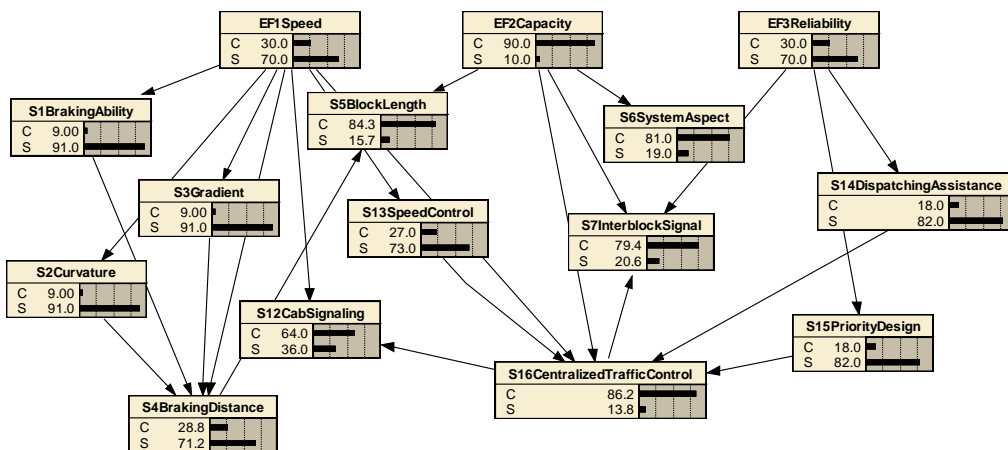 EF1Speed
C 30.0
S 70.0
EF2Capacity
C 90.0
S 10.0
EF3Reliability
C 30.0
S 70.0
S1BrakingAbility
C 9.00
S 91.0
S5BlockLength
C 84.3
S 15.7
S6SystemAspect
C 81.0
S 19.0
S3Gradient
C 9.00
S 91.0
S14DispatchingAssistance
C 18.0
S 82.0
S13SpeedControl
C 27.0
S 73.0
S7InterblockSignal
C 79.4
S 20.6
S2Curvature
C 9.00
S 91.0
S12CabSignaling
C 64.0
S 36.0
S15PriorityDesign
C 18.0
S 82.0
S16CentralizedTrafficControl
C 86.2
S 13.8
S4BrakingDistance
C 28.8
S 71.2